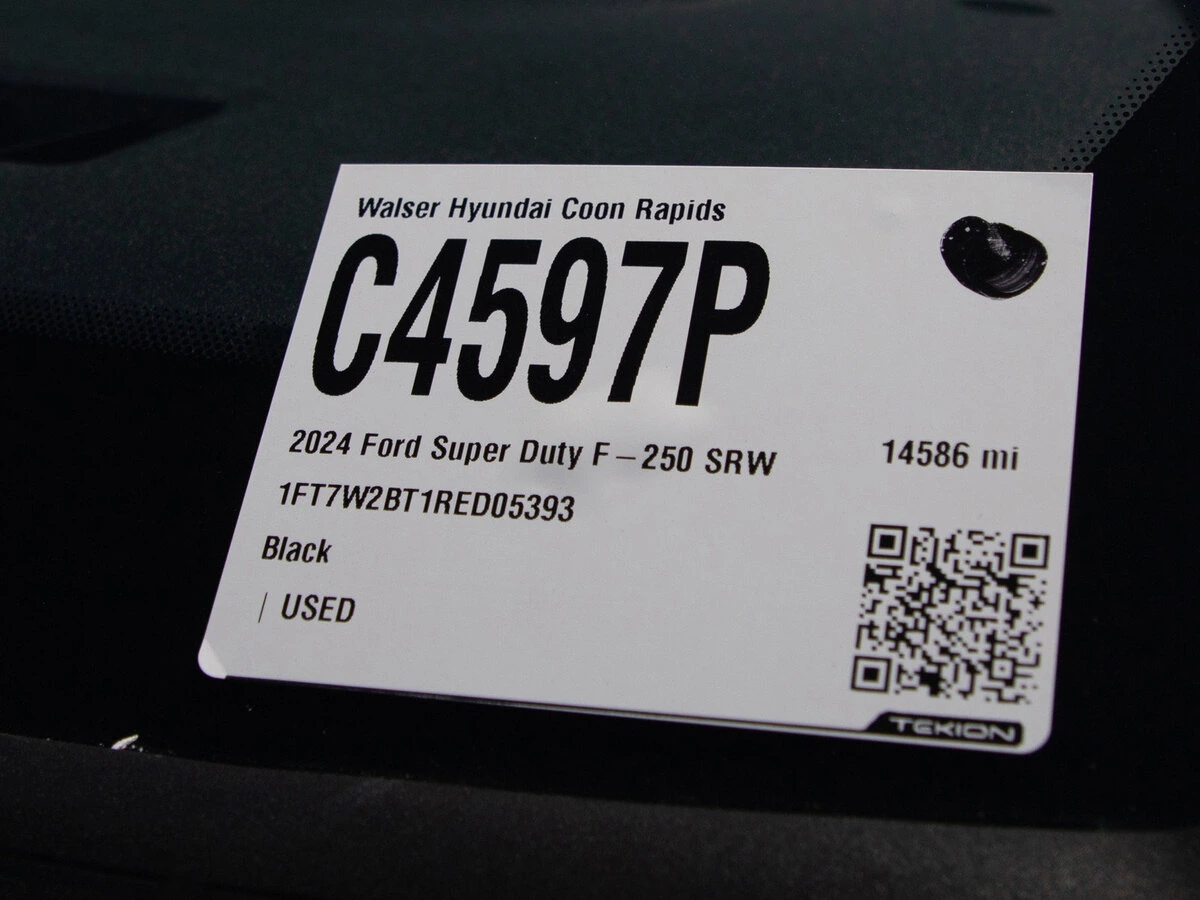 Walser Hyundai Coon Rapids
C4597P
2024 Ford Super Duty F-250 SRW 14586 mi
1FT7W2BT1RED05393
Black
| USED
TEKION